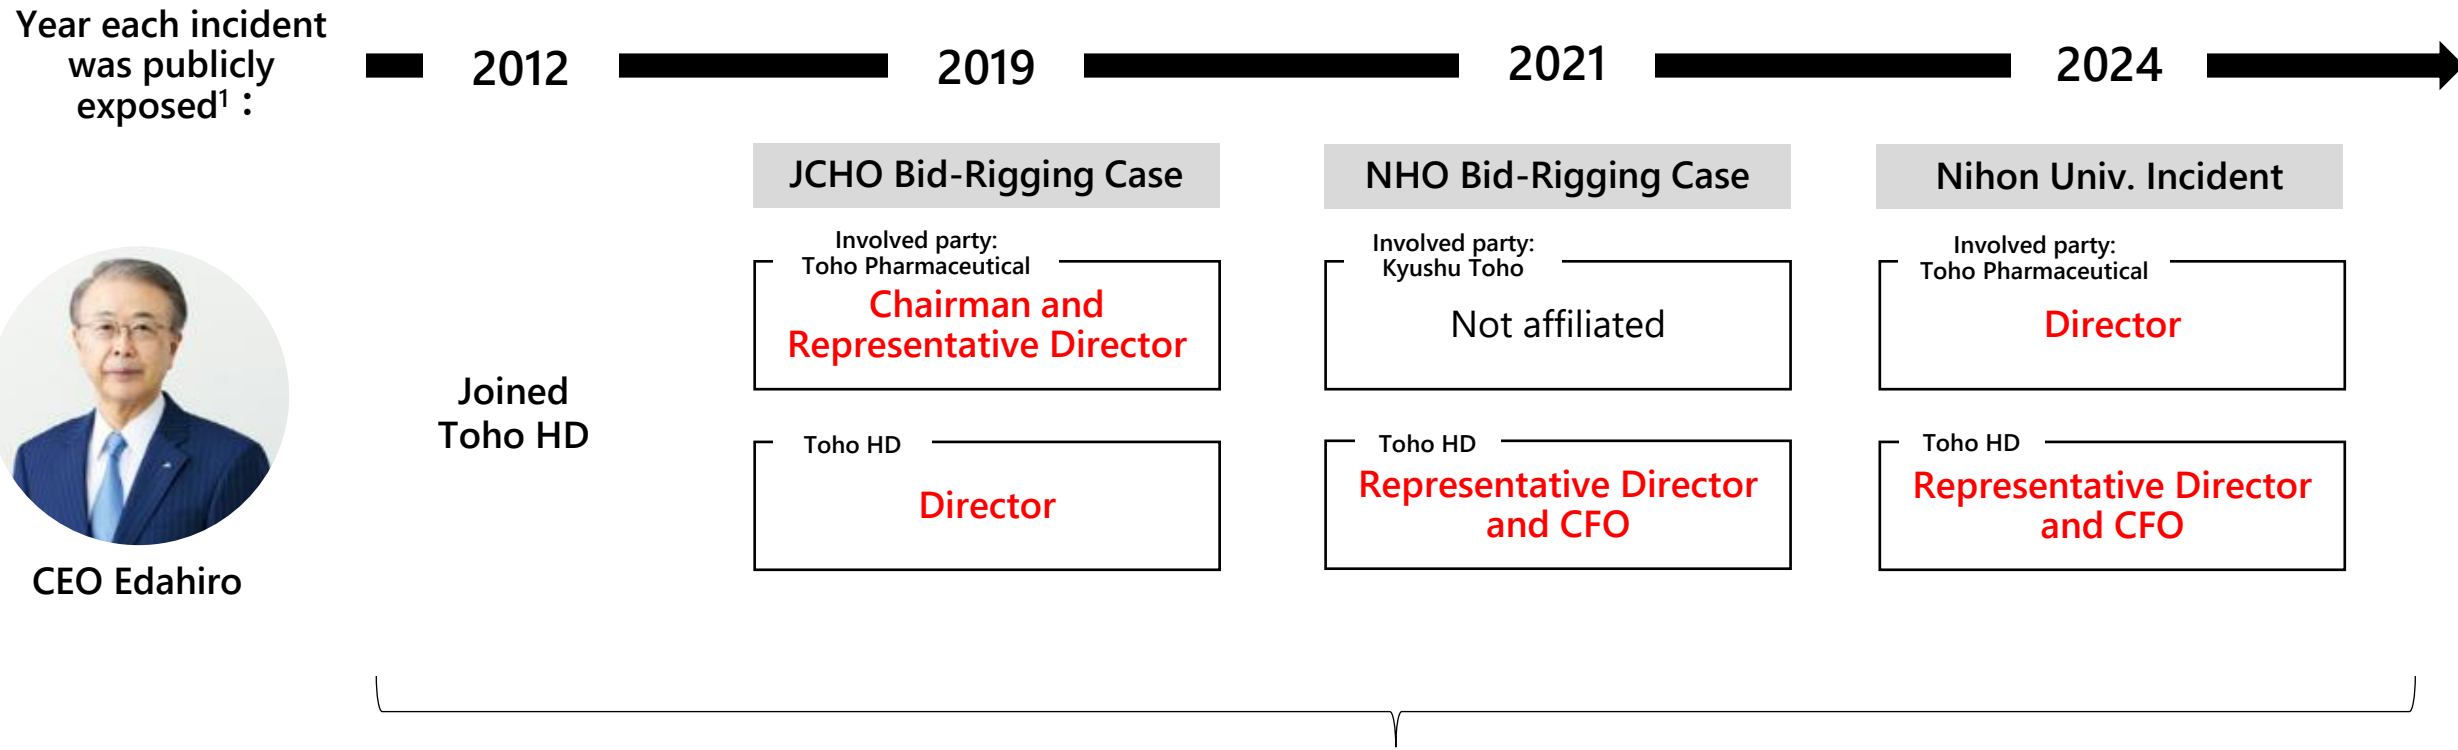 Year each incident
was publicly
exposed¹：
2012
2019
2021
2024
JCHO Bid-Rigging Case
NHO Bid-Rigging Case
Nihon Univ. Incident
Involved party:
Toho Pharmaceutical
Chairman and
Representative Director
Involved party:
Kyushu Toho
Not affiliated
Involved party:
Toho Pharmaceutical
Director
Joined
Toho HD
Toho HD
Director
Toho HD
Representative Director
and CFO
Toho HD
Representative Director
and CFO
CEO Edahiro